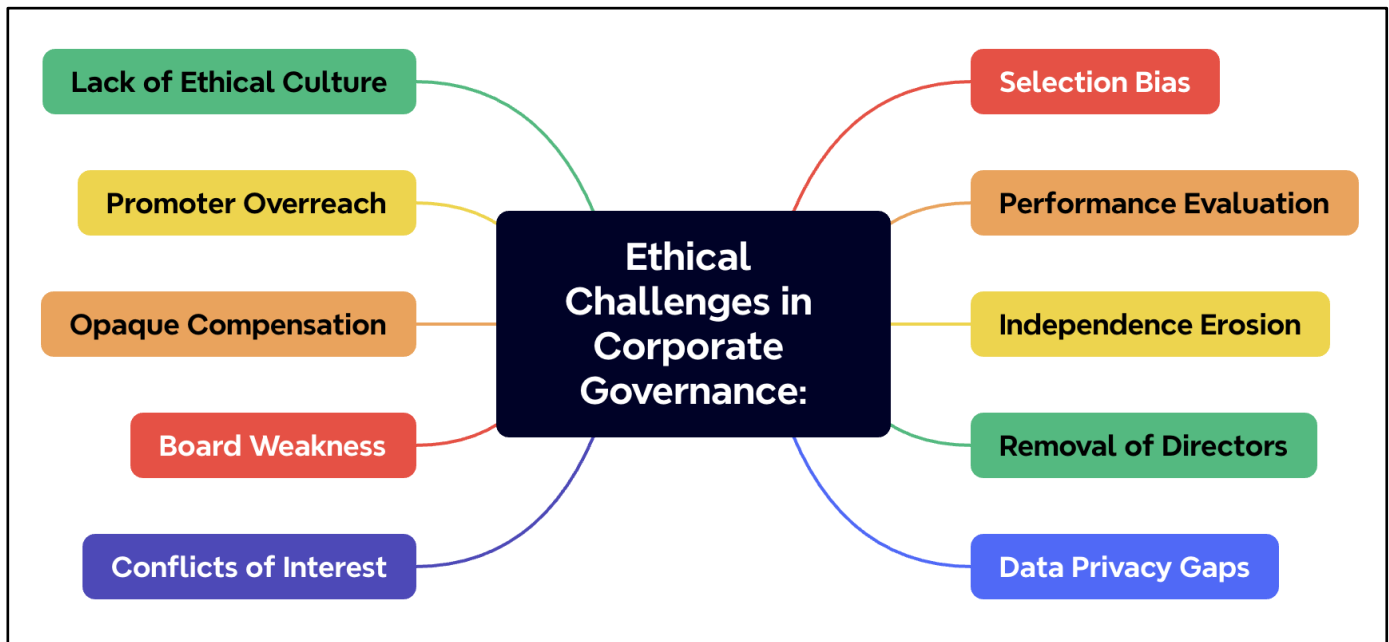 Lack of Ethical Culture
Promoter Overreach
Opaque Compensation
Board Weakness
Conflicts of Interest
Ethical
Challenges in
Corporate
Governance:
Selection Bias
Performance Evaluation
Independence Erosion
Removal of Directors
Data Privacy Gaps